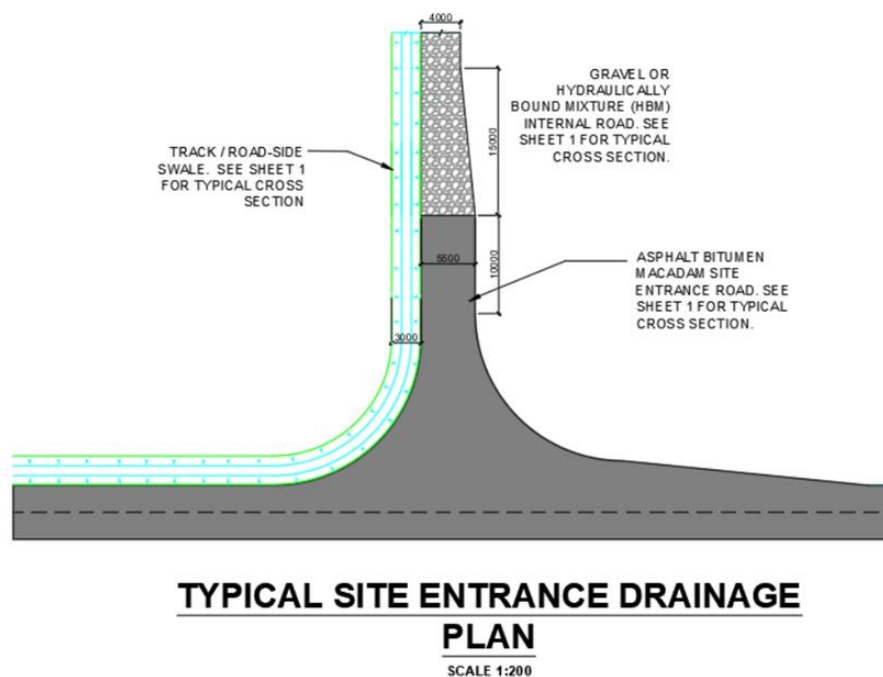 4000
GRAVEL OR
HYDRAULICALLY
BOUND MIXTURE (HBM)
INTERNAL ROAD. SEE
SHEET 1 FOR TYPICAL
CROSS SECTION.
15000
TRACK / ROAD-SIDE
SWALE. SEE SHEET 1
FOR TYPICAL CROSS
SECTION
5500
10000
ASPHALT BITUMEN
MACADAM SITE
ENTRANCE ROAD. SEE
SHEET 1 FOR TYPICAL
CROSS SECTION.
3000
TYPICAL SITE ENTRANCE DRAINAGE
PLAN
SCALE 1:200